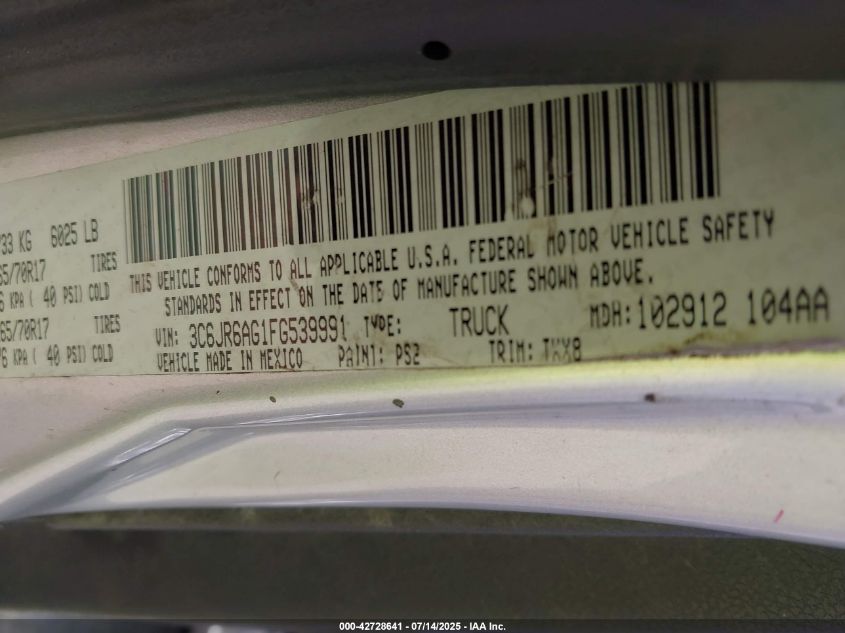 733 KG 6025 LB
65/70R17 TIRES
6 KPA ( 40 PSI) COLD
65/70R17 TIRES
76 KPA ( 40 PSI) COLD
THIS VEHICLE CONFORMS TO ALL APPLICABLE U.S.A. FEDERAL MOTOR VEHICLE SAFETY
STANDARDS IN EFFECT ON THE DATE OF MANUFACTURE SHOWN ABOVE.
VIN: 3C6JR6AG1FG539991 TYPE: TRUCK MDH: 102912 104AA
VEHICLE MADE IN MEXICO PAINT: PS2 TRIM: TXX8
000-42728641 - 07/14/2025 - IAA Inc.